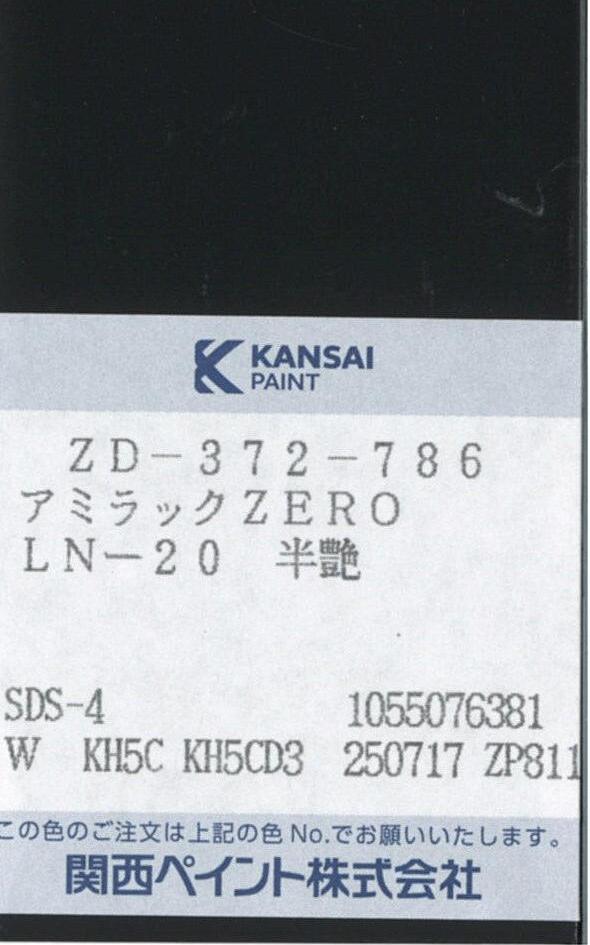 KANSAI
PAINT
ZD-372-786
アミラックZERO
LN-20 半艶
SDS-4 1055076381
W KH5C KH5CD3 250717 ZP811
この色のご注文は上記の色 No.でお願いいたします。
関西ペイント株式会社